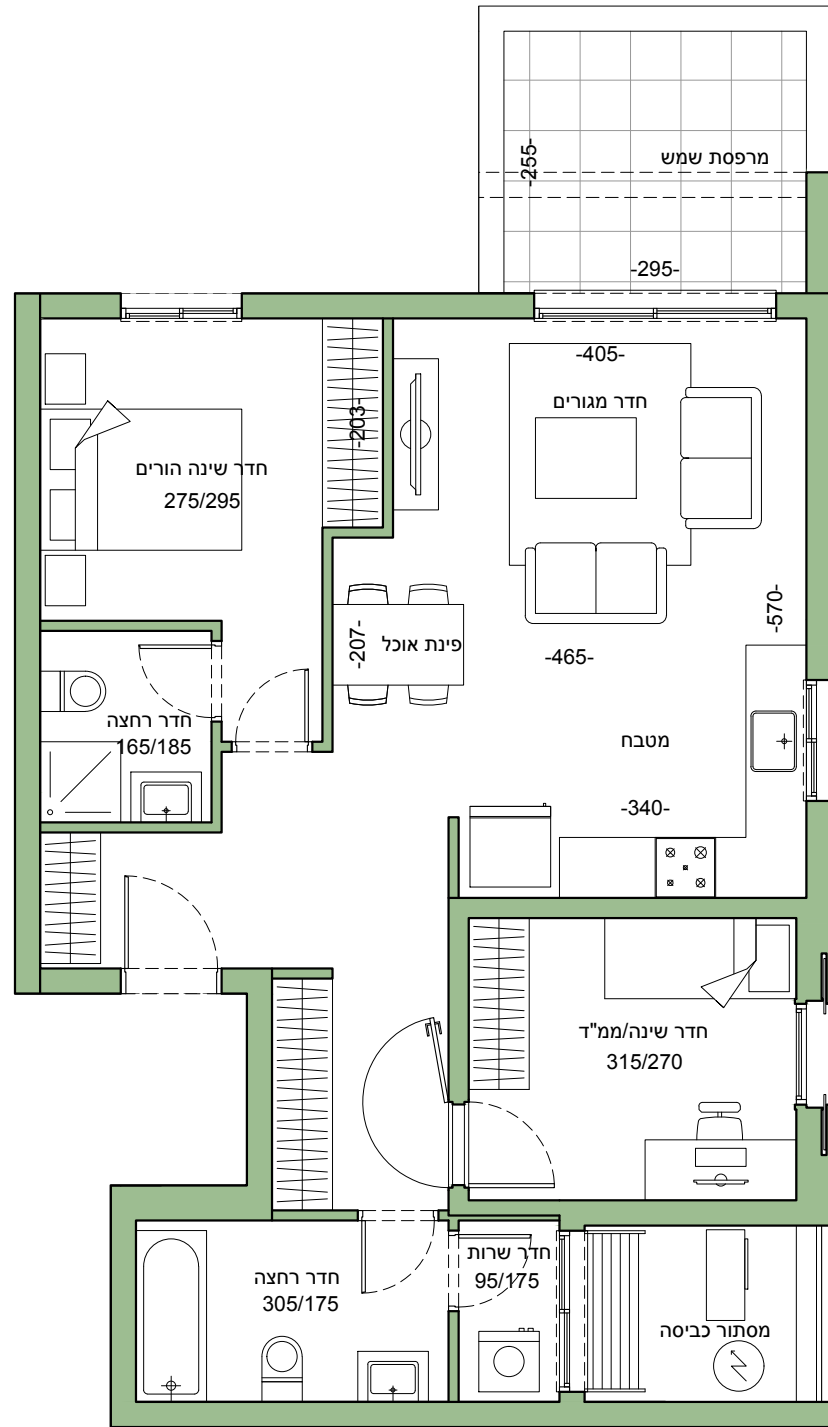 מרפסת שמש
-255-
-295-
-405-
חדר מגורים
-203-
חדר שינה הורים
275/295
-570-
-207-
פינת אוכל
-465-
חדר רחצה
165/185
מטבח
-340-
חדר שינה/ממ"ד
315/270
חדר שרות
95/175
חדר רחצה
305/175
מסתור כביסה